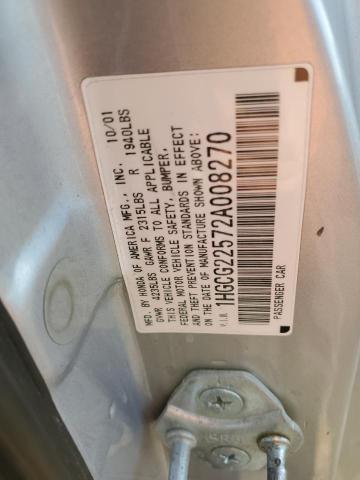 MFD. BY HONDA OF AMERICA MFG., INC. 10/01
GVWR 4235LBS GAWR F 2315LBS R 1940LBS
THIS VEHICLE CONFORMS TO ALL APPLICABLE
FEDERAL MOTOR VEHICLE SAFETY, BUMPER,
AND THEFT PREVENTION STANDARDS IN EFFECT
ON THE DATE OF MANUFACTURE SHOWN ABOVE:
V.I.N. 1HGCG22572A008270
PASSENGER CAR